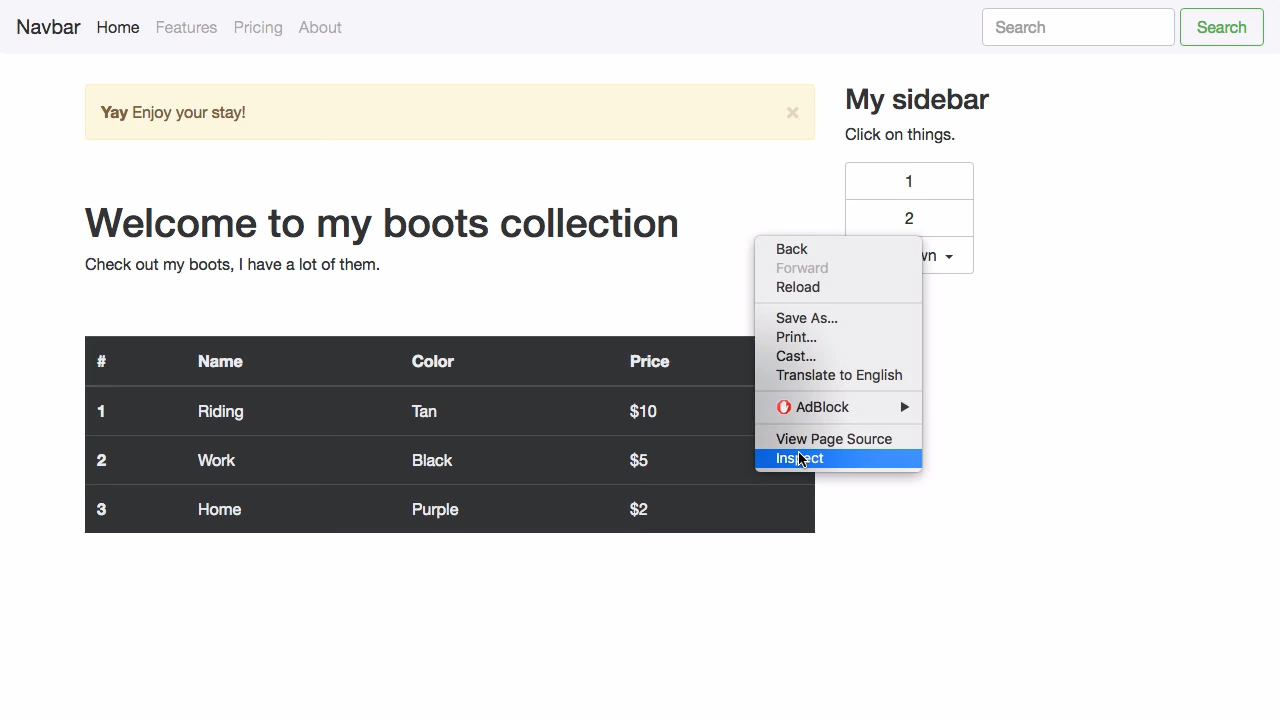 Navbar Home Features Pricing About Search Search
Yay Enjoy your stay! ×
My sidebar
Click on things.
1
2
wn
Welcome to my boots collection
Check out my boots, I have a lot of them.
# Name Color Price
1 Riding Tan $10
2 Work Black $5
3 Home Purple $2
Back
Forward
Reload
Save As...
Print...
Cast...
Translate to English
AdBlock
View Page Source
Inspect